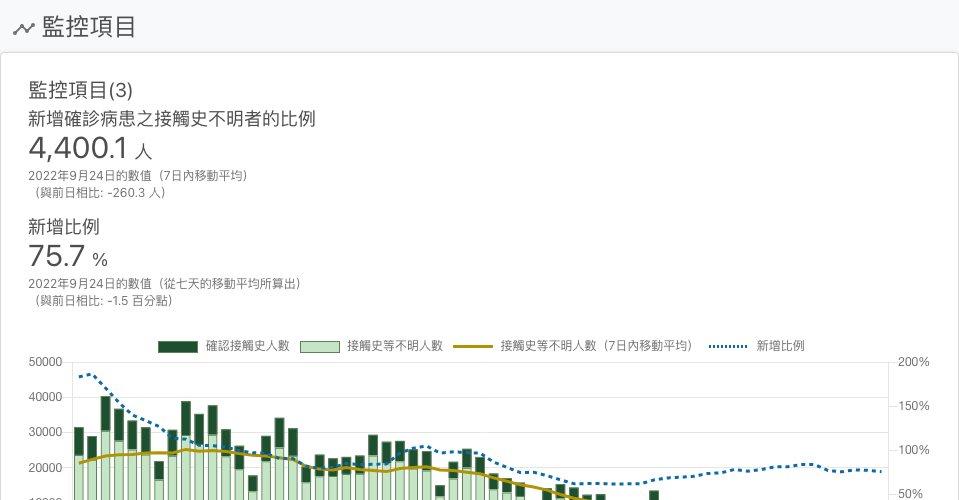 監控項目
監控項目(3)
新增確診病患之接觸史不明者的比例
4,400.1 人
2022年9月24日的數值（7日內移動平均）
（與前日相比: -260.3 人）
新增比例
75.7 %
2022年9月24日的數值（從七天的移動平均所算出）
（與前日相比: -1.5 百分點）
確認接觸史人數 接觸史等不明人數 接觸史等不明人數（7日內移動平均） 新增比例
50000 200%
40000 150%
30000
20000 100%
50%